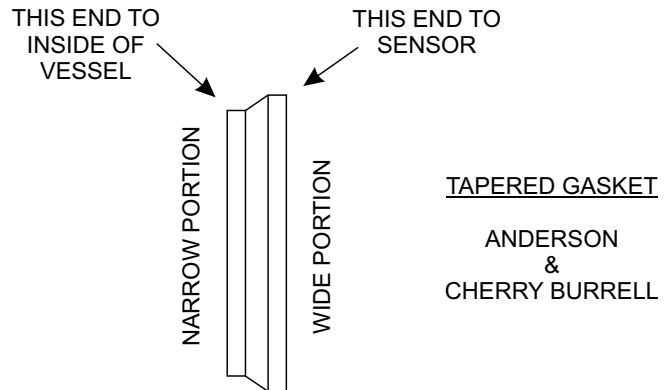 THIS END TO
INSIDE OF
VESSEL
THIS END TO
SENSOR
NARROW PORTION
WIDE PORTION
TAPERED GASKET
ANDERSON
&
CHERRY BURRELL